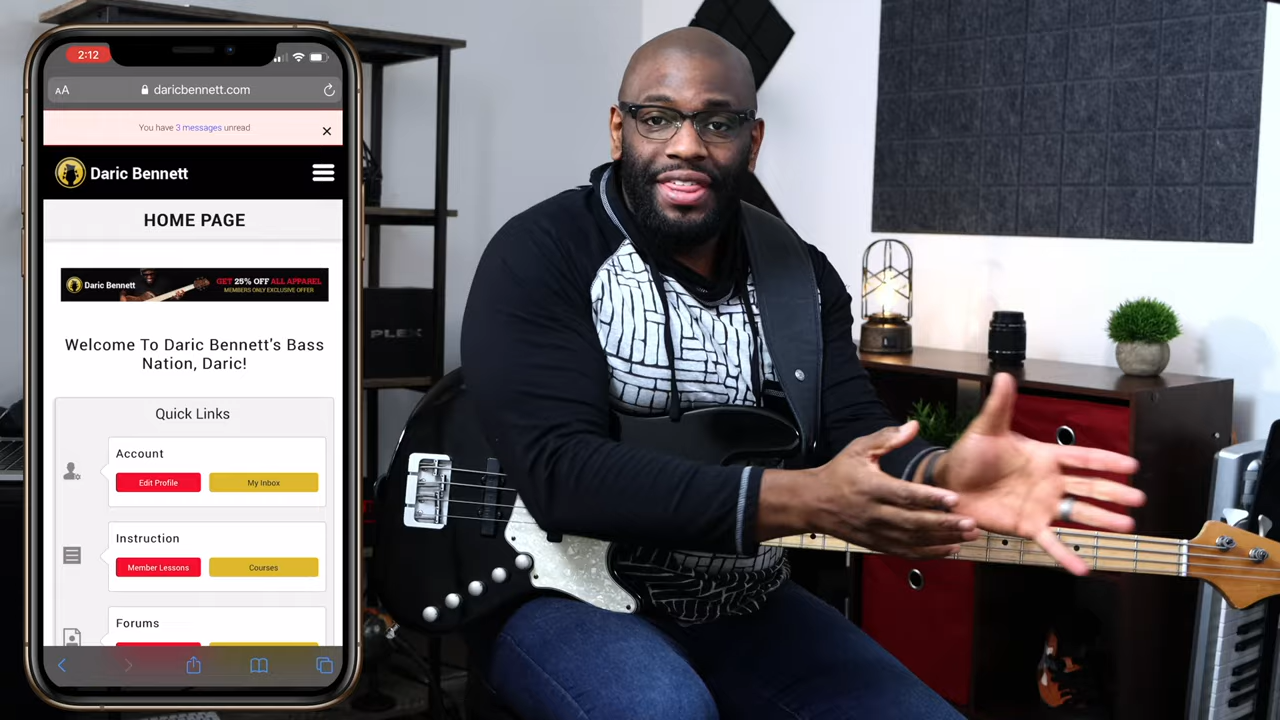 2:12
AA daricbennett.com
You have 3 messages unread
Daric Bennett
HOME PAGE
Daric Bennett
GET 25% OFF ALL APPAREL
MEMBERS ONLY EXCLUSIVE OFFER
Welcome To Daric Bennett's Bass
Nation, Daric!
Quick Links
Account
Edit Profile My Inbox
Instruction
Member Lessons Courses
Forums
PLEX